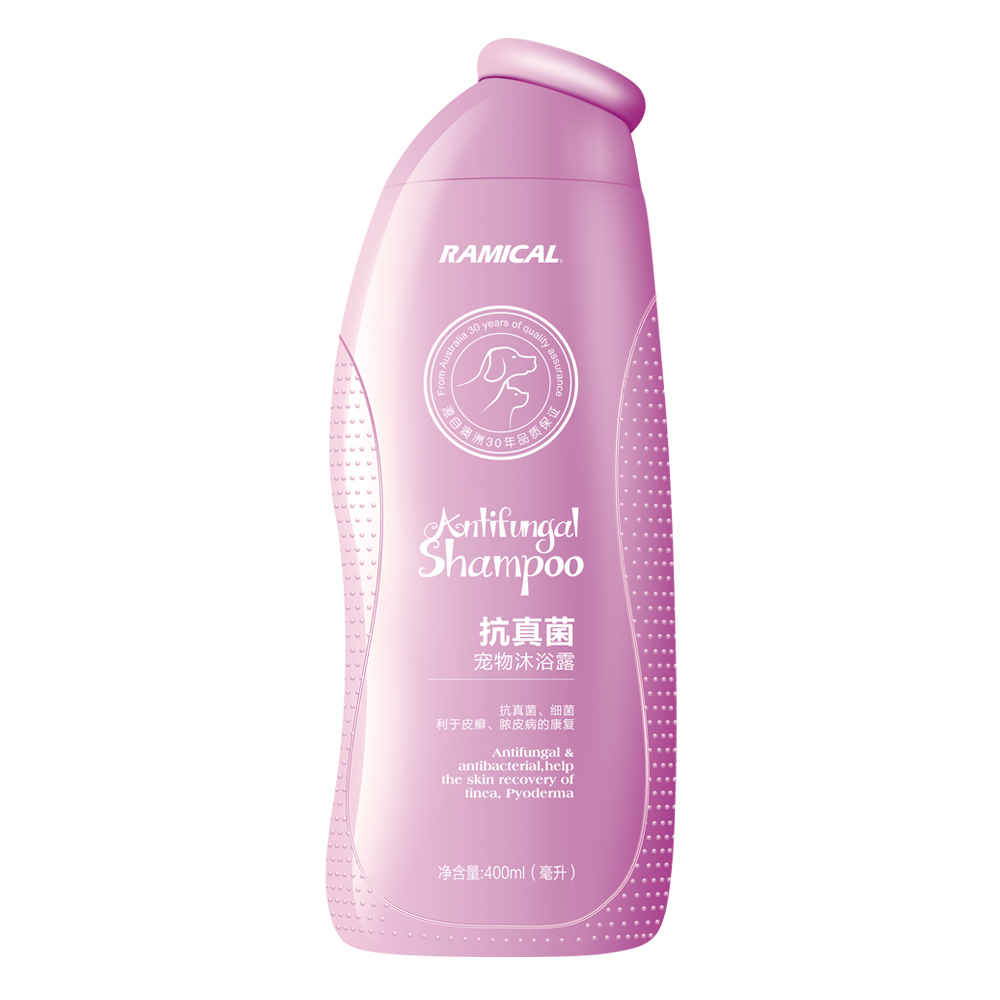 RAMICAL
From Australia 30 years of quality assurance
源自澳洲30年品质保证
Antifungal
Shampoo
抗真菌
宠物沐浴露
抗真菌、细菌
利于皮癣、脓皮病的康复
Antifungal &
antibacterial,help
the skin recovery of
tinea, Pyoderma
净含量:400ml（毫升）